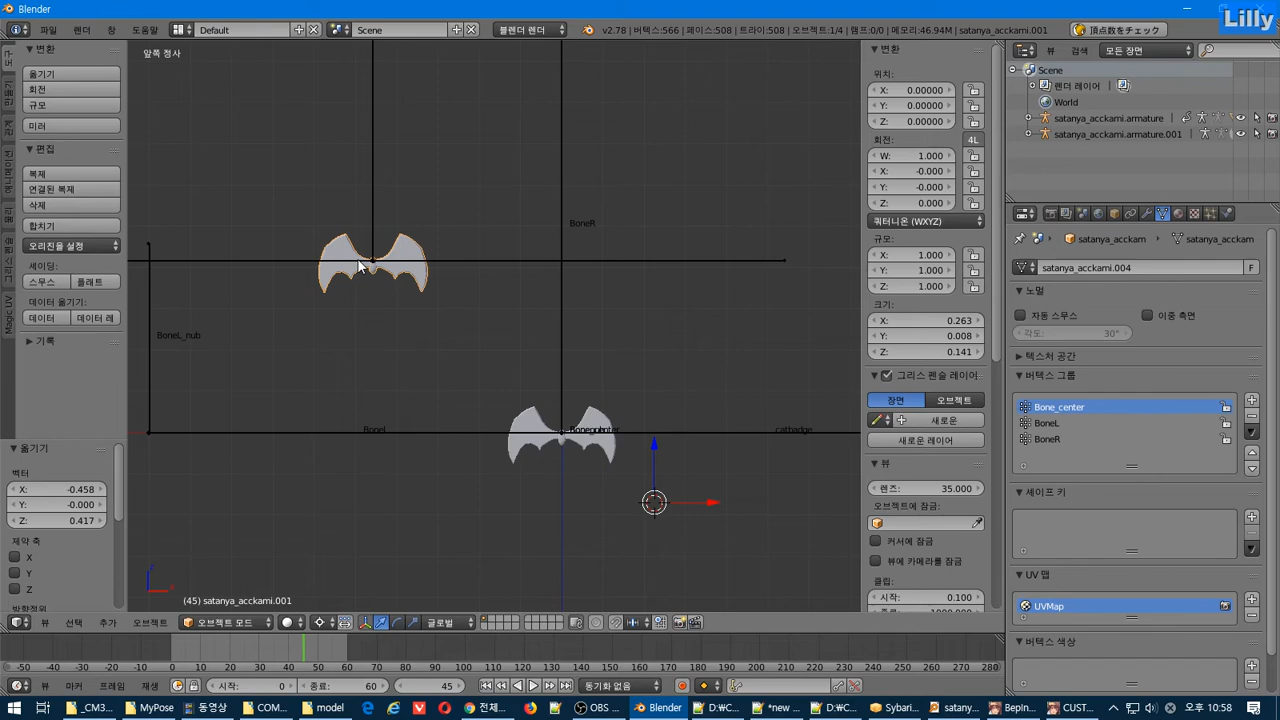 Blender
Lilly
파일 렌더 창 도움말 Default Scene 블렌더 렌더 v2.78 | 버텍스:566 | 페이스:508 | 트라이:508 | 오브젝트:1/4 | 램프:0/0 | 메모리:46.94M | satanya_acckami.001 頂点数をチェック
변환
옮기기
회전
규모
미러
편집
복제
연결된 복제
삭제
합치기
오리진을 설정
셰이딩:
스무스 플래트
데이터 옮기기:
데이터 데이터 레
기록
Magic UV
옮기기
벡터
X: -0.458
Y: -0.000
Z: 0.417
제약 축
X
Y
Z
앞쪽 정사
BoneR
BoneL_nub
catbadge
(45) satanya_acckami.001
뷰 선택 추가 오브젝트 오브젝트 모드 글로벌
변환
위치:
X: 0.00000
Y: 0.00000
Z: 0.00000
회전: 4L
W: 1.000
X: -0.000
Y: -0.000
Z: 0.000
쿼터니온 (WXYZ)
규모:
X: 1.000
Y: 1.000
Z: 1.000
크기:
X: 0.263
Y: 0.008
Z: 0.141
그리스 펜슬 레이어
장면 오브젝트
새로운
새로운 레이어
뷰
렌즈: 35.000
오브젝트에 잠금:
커서에 잠금
뷰에 카메라를 잠금
클립:
시작: 0.100
뷰 검색 모든 장면
Scene
렌더 레이어
World
satanya_acckami.armature
satanya_acckami.armature.001
satanya_acckam satanya_acckam.
satanya_acckami.004 F
노멀
자동 스무스 이중 측면
각도: 30°
텍스처 공간
버텍스 그룹
Bone_center
BoneL
BoneR
셰이프 키
UV 맵
UVMap
버텍스 색상
-50 -40 -30 -20 -10 0 10 20 30 40 50 60 70 80 90 100 110 120 130 140 150 160 170 180 190 200 210 220 230 240 250 260 270 280
뷰 마커 프레임 재생 시작: 0 종료: 60 45 동기화 없음
_CM3... MyPose 동영상 COM... model 전체... OBS ... Blender D:₩C... *new ... D:₩C... Sybari... satany... BepIn... CUST... 오후 10:58